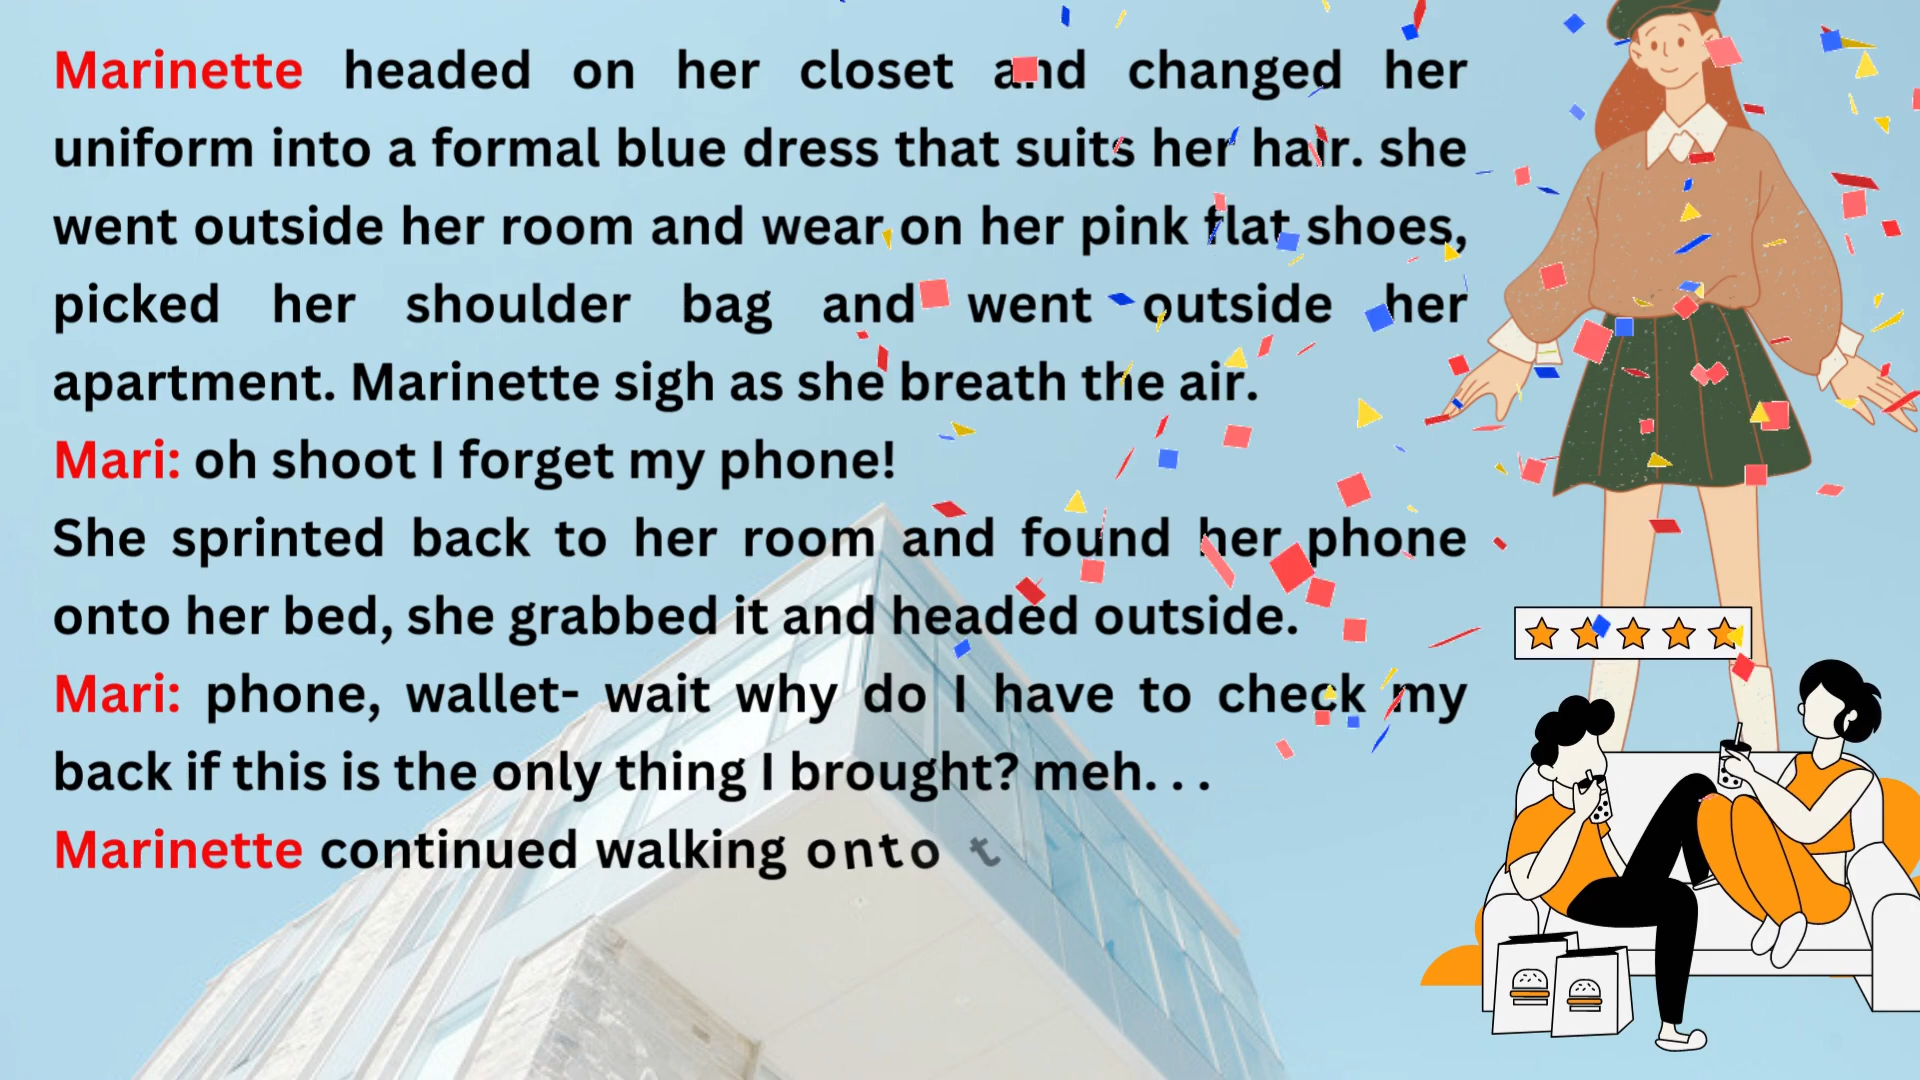 Marinette headed on her closet and changed her
uniform into a formal blue dress that suits her hair. she
went outside her room and wear on her pink flat shoes,
picked her shoulder bag and went outside her
apartment. Marinette sigh as she breath the air.
Mari: oh shoot I forget my phone!
She sprinted back to her room and found her phone
onto her bed, she grabbed it and headed outside.
Mari: phone, wallet- wait why do I have to check my
back if this is the only thing I brought? meh. . .
Marinette continued walking onto t